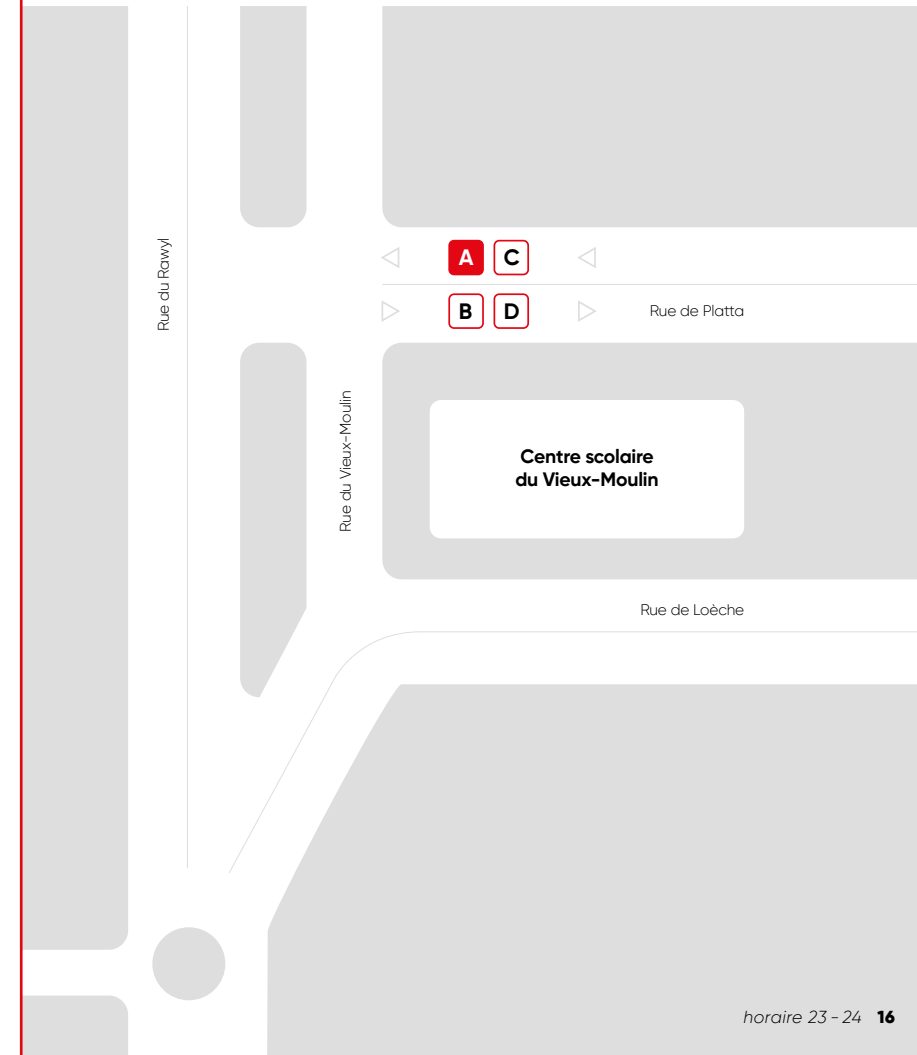 Rue du Rawyl
A C
B D
Rue de Platta
Rue du Vieux-Moulin
Centre scolaire
du Vieux-Moulin
Rue de Loèche
horaire 23 - 24 16